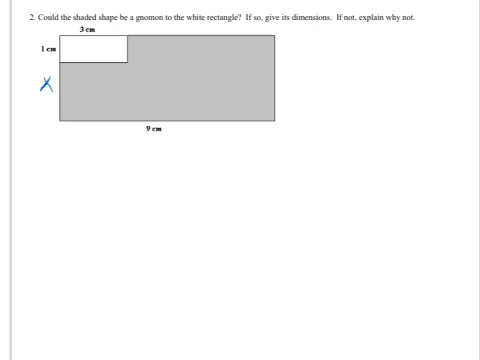 2. Could the shaded shape be a gnomon to the white rectangle? If so, give its dimensions. If not, explain why not.
3 cm
1 cm
X
9 cm